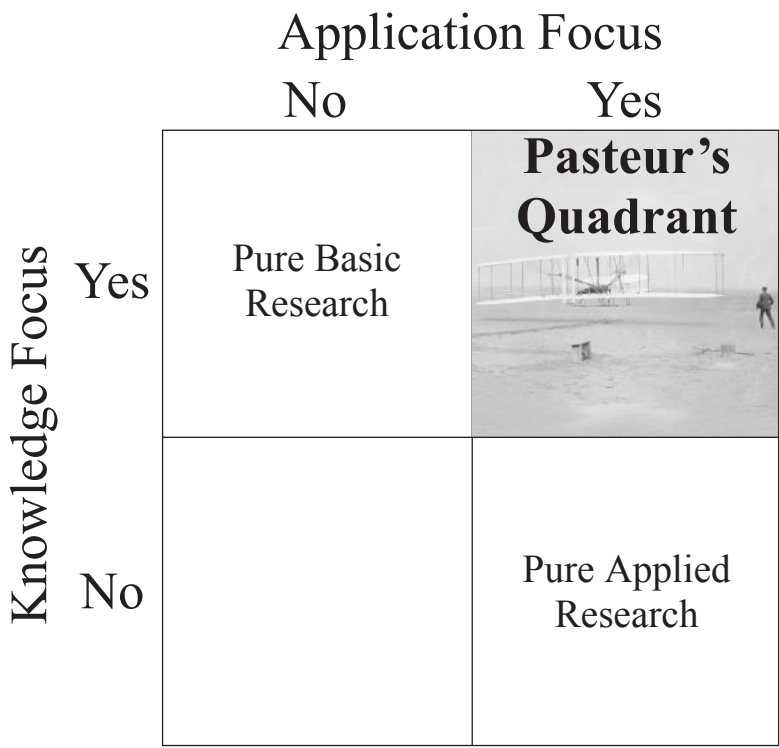 Application Focus
No Yes
Pasteur’s
Quadrant
Knowledge Focus
Yes
Pure Basic
Research
No
Pure Applied
Research